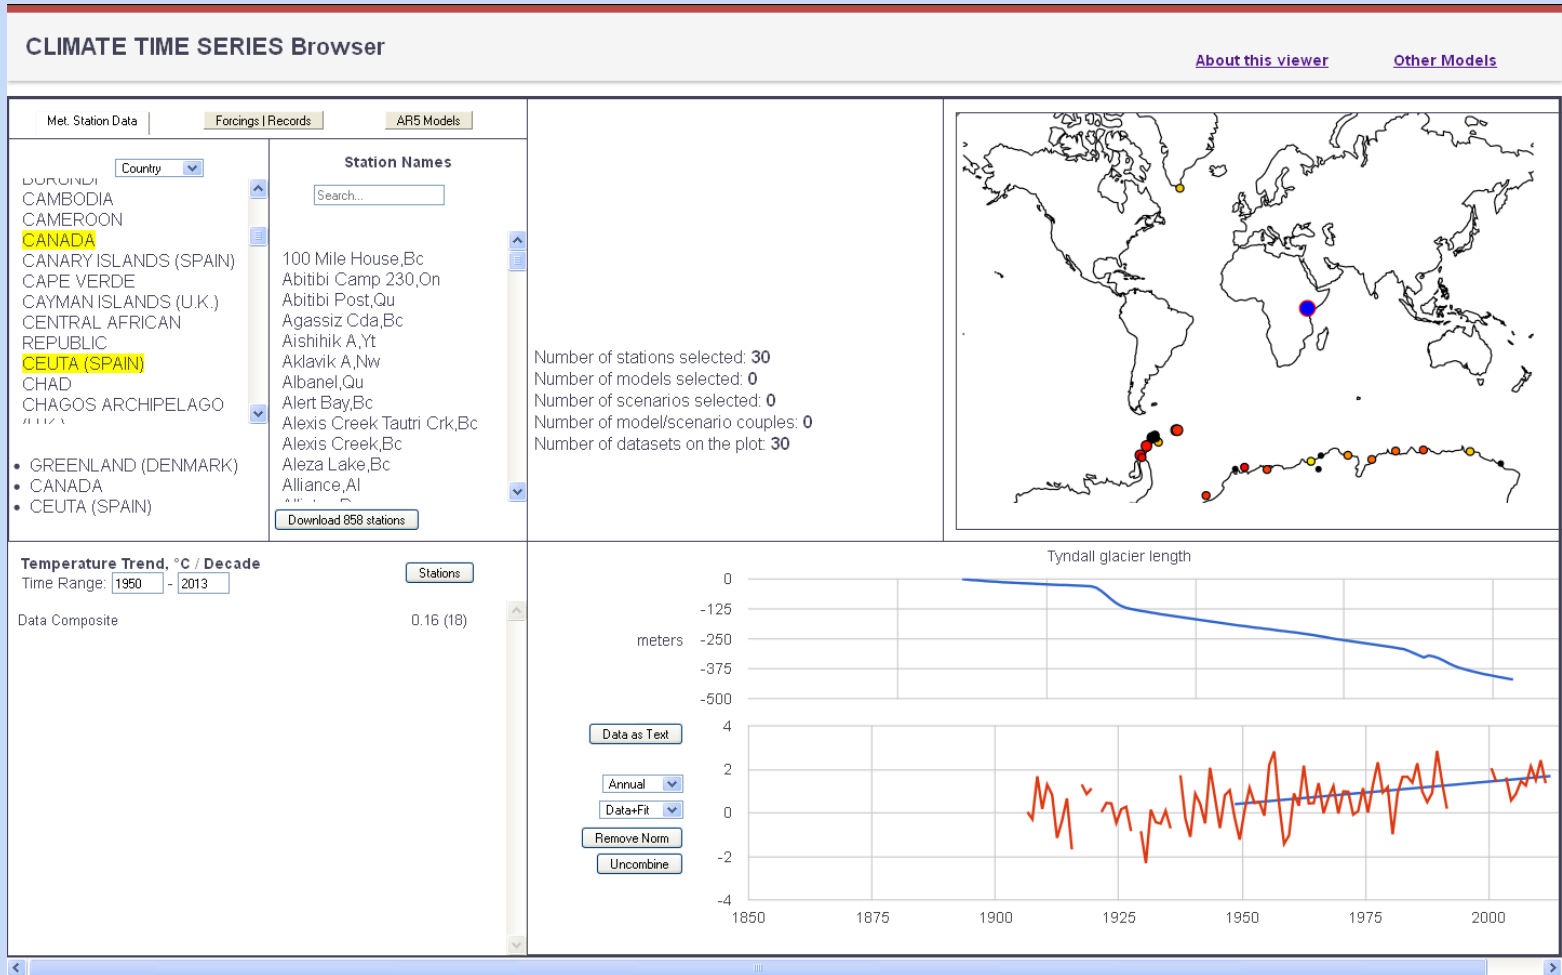 CLIMATE TIME SERIES Browser
About this viewer
Other Models
Met. Station Data
Forcings | Records
AR5 Models
Country
BURUNDI
CAMBODIA
CAMEROON
CANADA
CANARY ISLANDS (SPAIN)
CAPE VERDE
CAYMAN ISLANDS (U.K.)
CENTRAL AFRICAN
REPUBLIC
CEUTA (SPAIN)
CHAD
CHAGOS ARCHIPELAGO
(U.K.)
• GREENLAND (DENMARK)
• CANADA
• CEUTA (SPAIN)
Station Names
Search...
100 Mile House,Bc
Abitibi Camp 230,On
Abitibi Post,Qu
Agassiz Cda,Bc
Aishihik A,Yt
Aklavik A,Nw
Albanel,Qu
Alert Bay,Bc
Alexis Creek Tautri Crk,Bc
Alexis Creek,Bc
Aleza Lake,Bc
Alliance,Al
Download 858 stations
Number of stations selected: 30
Number of models selected: 0
Number of scenarios selected: 0
Number of model/scenario couples: 0
Number of datasets on the plot: 30
Temperature Trend, °C / Decade
Time Range: 1950 - 2013
Stations
Data Composite 0.16 (18)
Tyndall glacier length
meters
0
-125
-250
-375
-500
Data as Text
Annual
Data+Fit
Remove Norm
Uncombine
4
2
0
-2
-4
1850 1875 1900 1925 1950 1975 2000